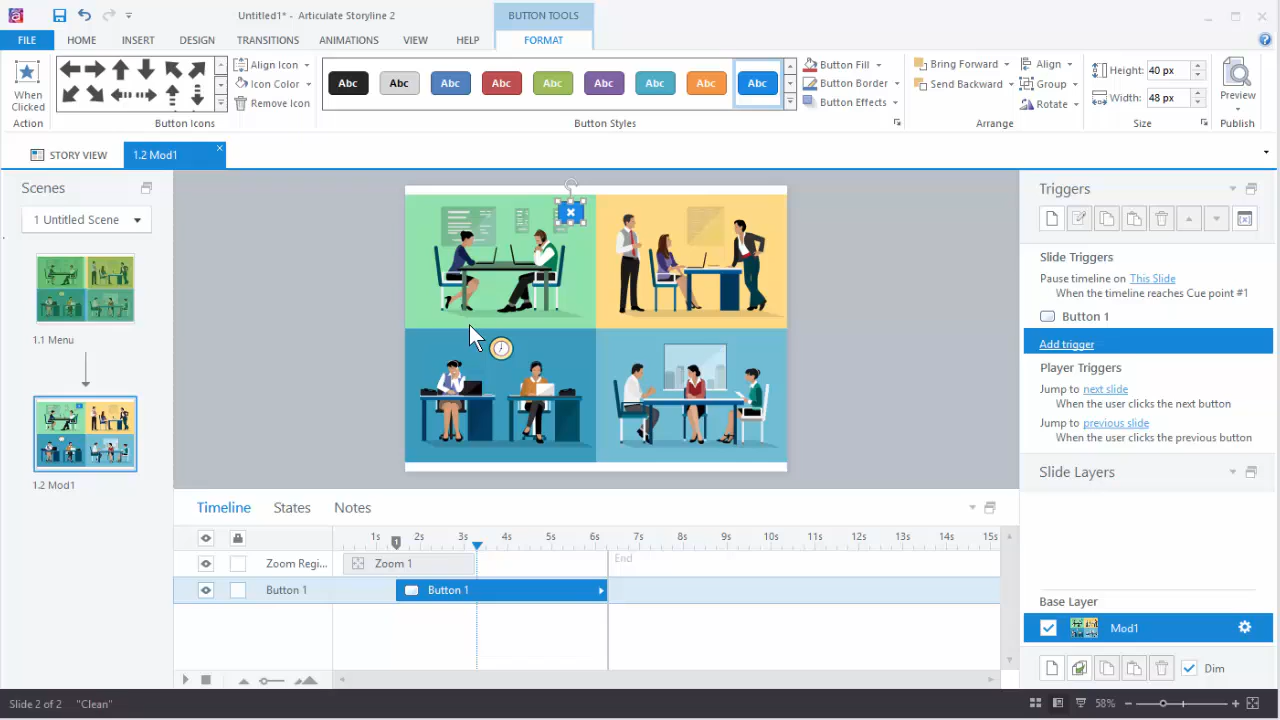 Untitled1* - Articulate Storyline 2
BUTTON TOOLS
FILE HOME INSERT DESIGN TRANSITIONS ANIMATIONS VIEW HELP FORMAT
When
Clicked
Action
Align Icon
Icon Color
Remove Icon
Button Icons
Abc Abc Abc Abc Abc Abc Abc Abc Abc
Button Styles
Button Fill
Button Border
Button Effects
Bring Forward
Send Backward
Align
Group
Rotate
Arrange
Height: 40 px
Width: 48 px
Size
Preview
Publish
STORY VIEW
1.2 Mod1
Scenes
1 Untitled Scene
1.1 Menu
1.2 Mod1
Triggers
Slide Triggers
Pause timeline on This Slide
When the timeline reaches Cue point #1
Button 1
Add trigger
Player Triggers
Jump to next slide
When the user clicks the next button
Jump to previous slide
When the user clicks the previous button
Slide Layers
Base Layer
Mod1
Dim
Timeline States Notes
1s 1 2s 3s 4s 5s 6s 7s 8s 9s 10s 11s 12s 13s 14s 15s
Zoom Regi... Zoom 1 End
Button 1 Button 1
Slide 2 of 2 "Clean" 58%